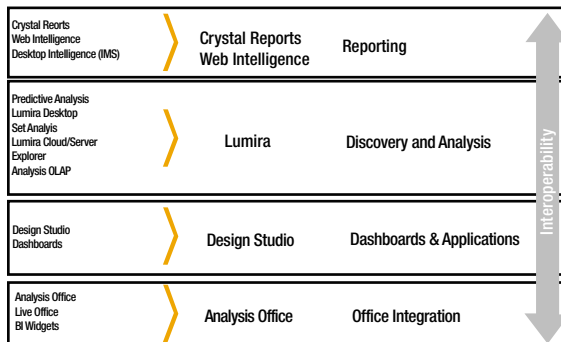 Crystal Reorts
Web Intelligence
Desktop Intelligence (IMS)
Crystal Reports
Web Intelligence
Reporting
Predictive Analysis
Lumira Desktop
Set Analyis
Lumira Cloud/Server
Explorer
Analysis OLAP
Lumira
Discovery and Analysis
Design Studio
Dashboards
Design Studio
Dashboards & Applications
Analysis Office
Live Office
BI Widgets
Analysis Office
Office Integration
Interoperability